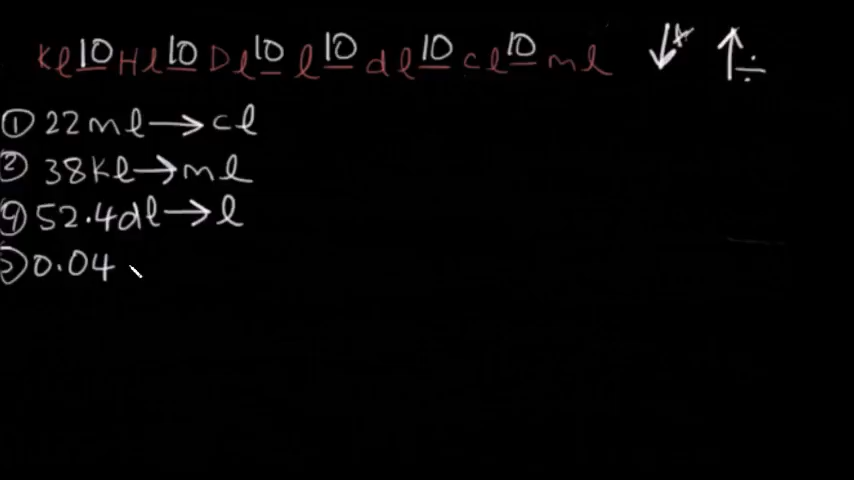 Kl 10 Hl 10 Dl 10 l 10 dl 10 cl 10 ml ↓× ↑÷
① 22ml → cl
② 38Kl → ml
④ 52.4dl → l
0.04